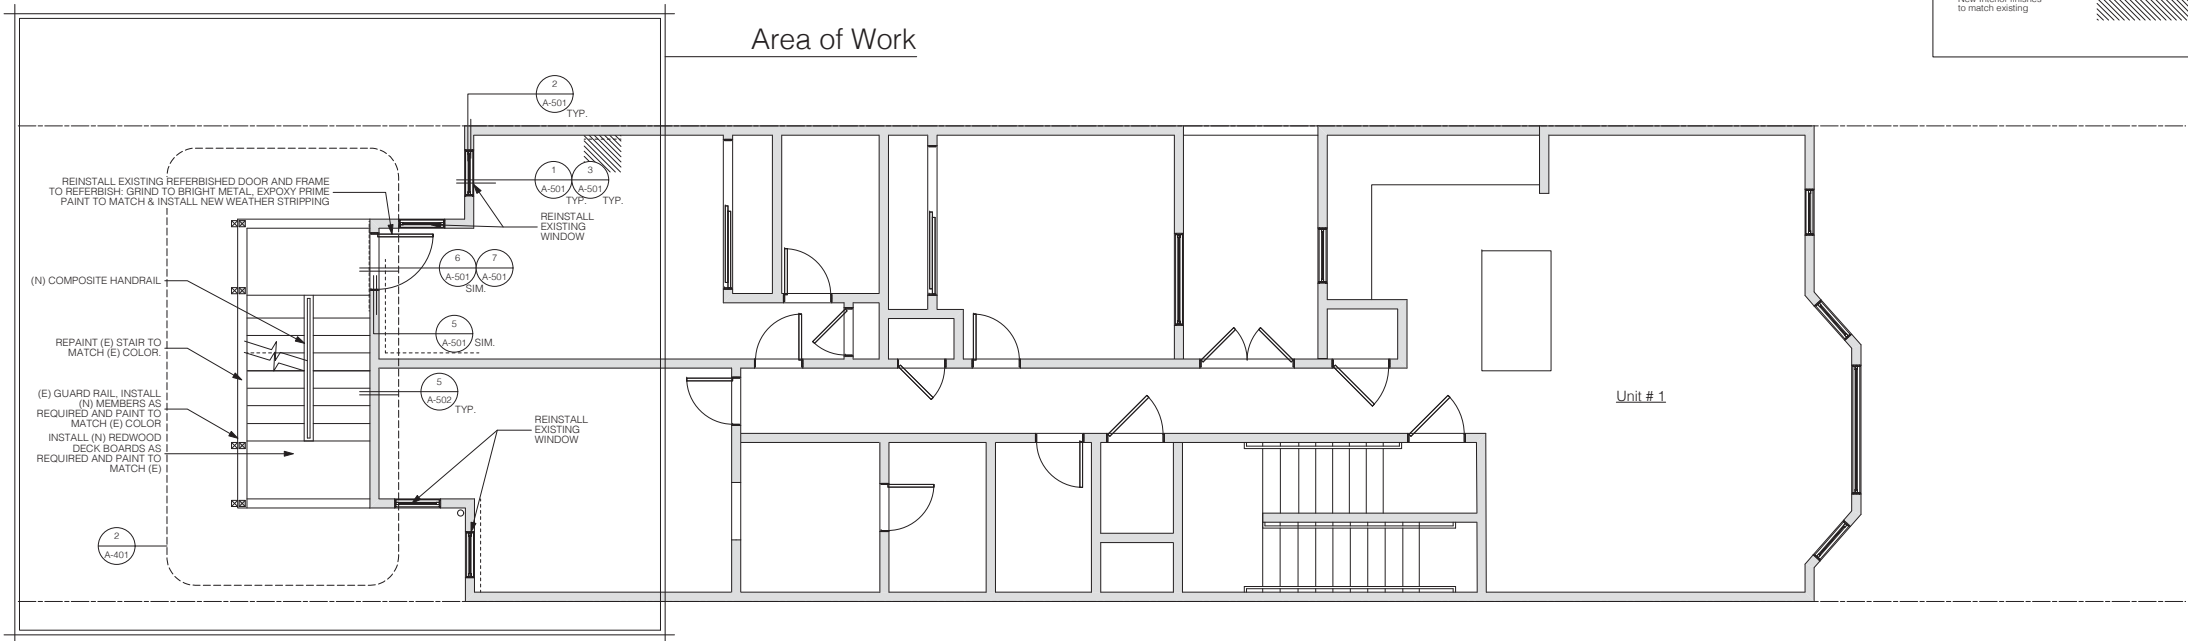 Area of Work
New interior finishes
to match existing
2
A-501
TYP.
1
A-501
TYP.
3
A-501
TYP.
REINSTALL EXISTING REFERBISHED DOOR AND FRAME
TO REFERBISH: GRIND TO BRIGHT METAL, EXPOXY PRIME
PAINT TO MATCH & INSTALL NEW WEATHER STRIPPING
REINSTALL
EXISTING
WINDOW
6
A-501
SIM.
7
A-501
(N) COMPOSITE HANDRAIL
5
A-501
SIM.
REPAINT (E) STAIR TO
MATCH (E) COLOR.
5
A-502
TYP.
(E) GUARD RAIL, INSTALL
(N) MEMBERS AS
REQUIRED AND PAINT TO
MATCH (E) COLOR
INSTALL (N) REDWOOD
DECK BOARDS AS
REQUIRED AND PAINT TO
MATCH (E)
REINSTALL
EXISTING
WINDOW
Unit # 1
2
A-401